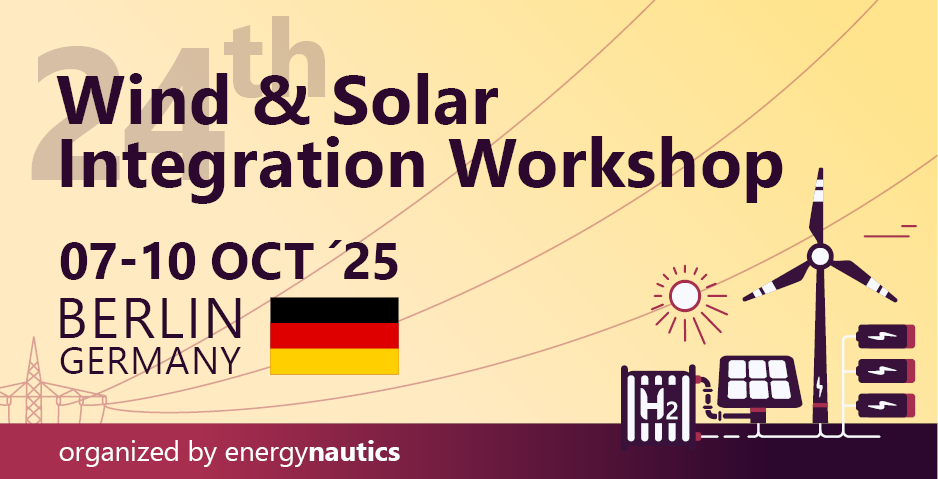 24th
Wind & Solar
Integration Workshop
07-10 OCT ´25
BERLIN
GERMANY
H2
organized by energynautics